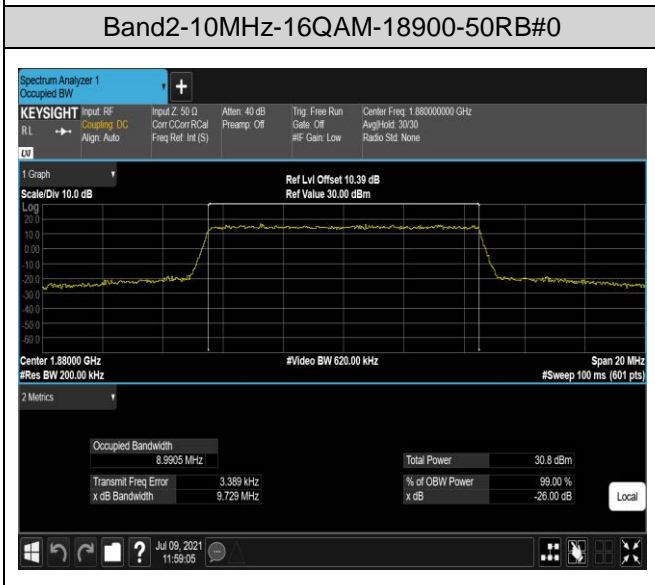 Band2-10MHz-16QAM-18900-50RB#0
Spectrum Analyzer 1
Occupied BW
+
KEYSIGHT Input: RF Input Z: 50 Ω Atten: 40 dB Trig: Free Run Center Freq: 1.880000000 GHz
RL Coupling: DC Corr CCorr RCal Preamp: Off Gate: Off Avg|Hold: 30/30
Align: Auto Freq Ref: Int (S) #IF Gain: Low Radio Std: None
LXI
1 Graph
Ref Lvl Offset 10.39 dB
Scale/Div 10.0 dB Ref Value 30.00 dBm
Log
20.0
10.0
0.00
-10.0
-20.0
-30.0
-40.0
-50.0
-60.0
Center 1.88000 GHz #Video BW 620.00 kHz Span 20 MHz
#Res BW 200.00 kHz #Sweep 100 ms (601 pts)
2 Metrics
Occupied Bandwidth
8.9905 MHz Total Power 30.8 dBm
Transmit Freq Error 3.389 kHz % of OBW Power 99.00 %
x dB Bandwidth 9.729 MHz x dB -26.00 dB
Local
? Jul 09, 2021
11:59:05